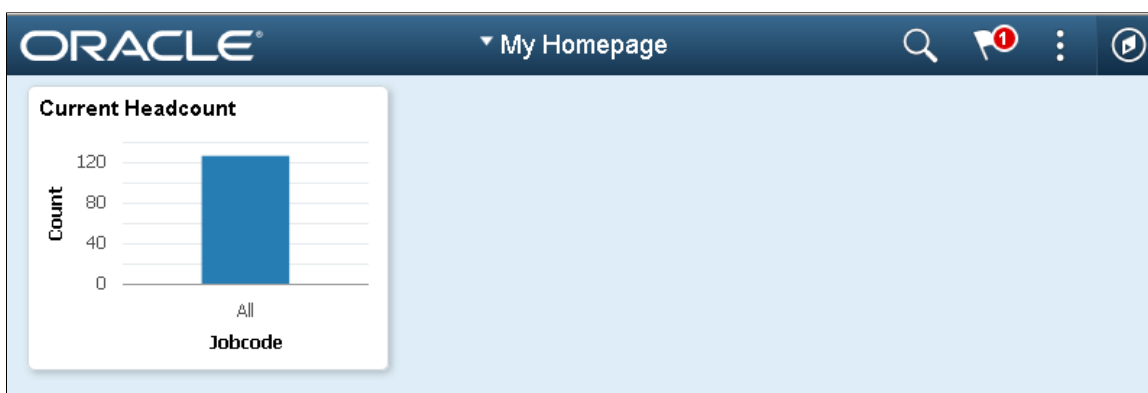 ORACLE®
My Homepage
1
Current Headcount
120
80
40
0
Count
All
Jobcode